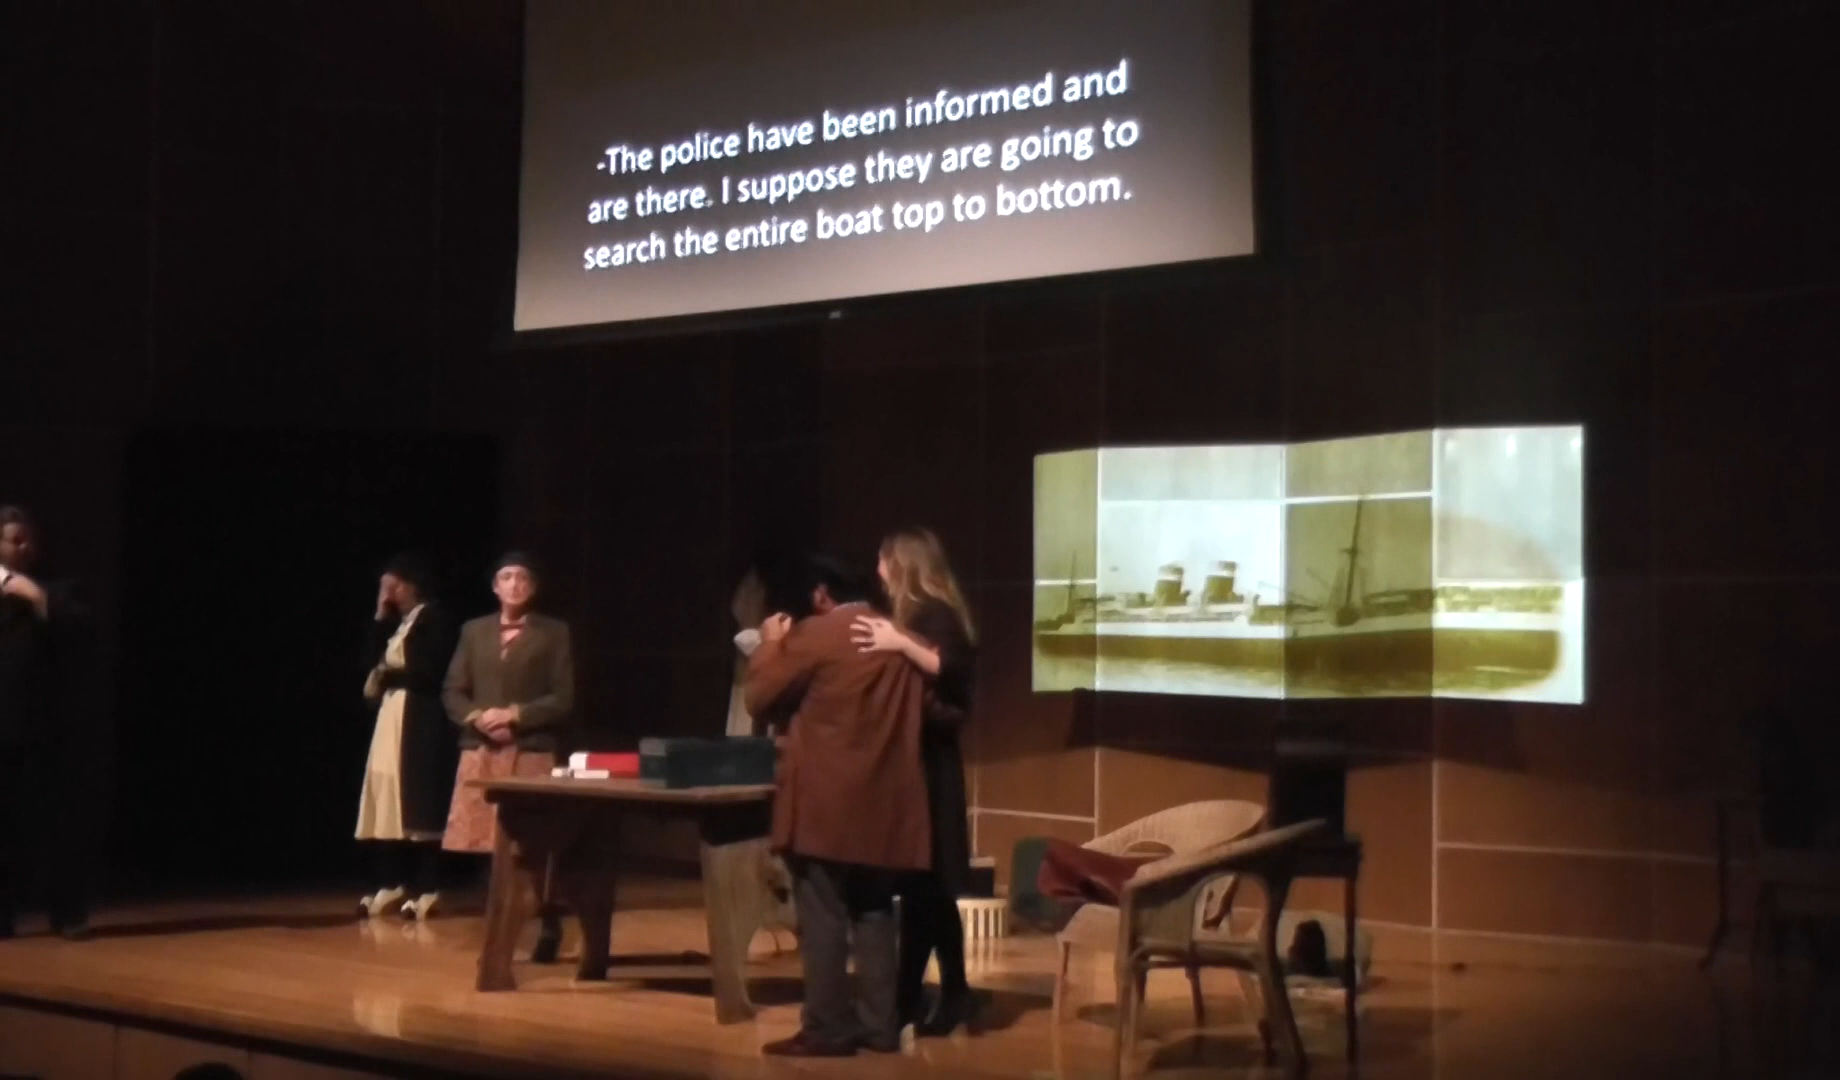 -The police have been informed and
are there. I suppose they are going to
search the entire boat top to bottom.